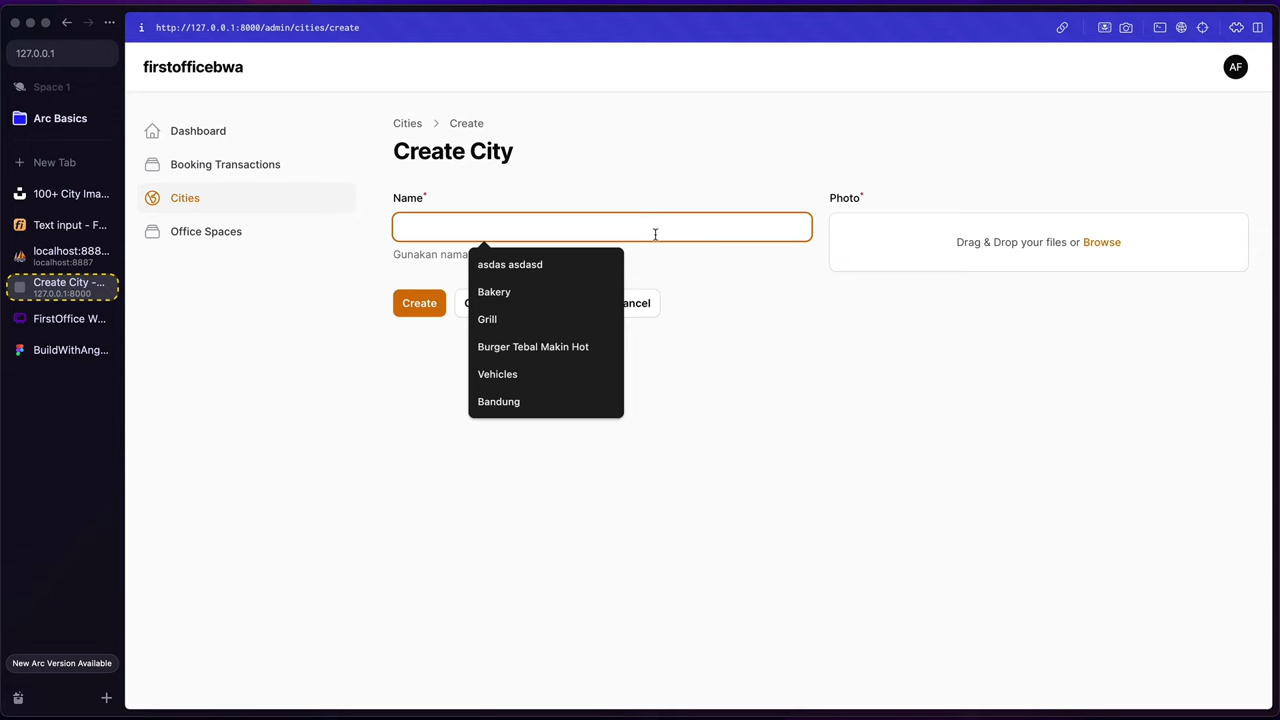 http://127.0.0.1:8000/admin/cities/create
127.0.0.1
Space 1
Arc Basics
New Tab
100+ City Ima...
Text input - F...
localhost:888...
localhost:8887
Create City -...
127.0.0.1:8000
FirstOffice W...
BuildWithAng...
New Arc Version Available
firstofficebwa
AF
Dashboard
Booking Transactions
Cities
Office Spaces
Cities > Create
Create City
Name*
Gunakan nama
asdas asdasd
Bakery
Grill
Burger Tebal Makin Hot
Vehicles
Bandung
Create
Photo*
Drag & Drop your files or Browse